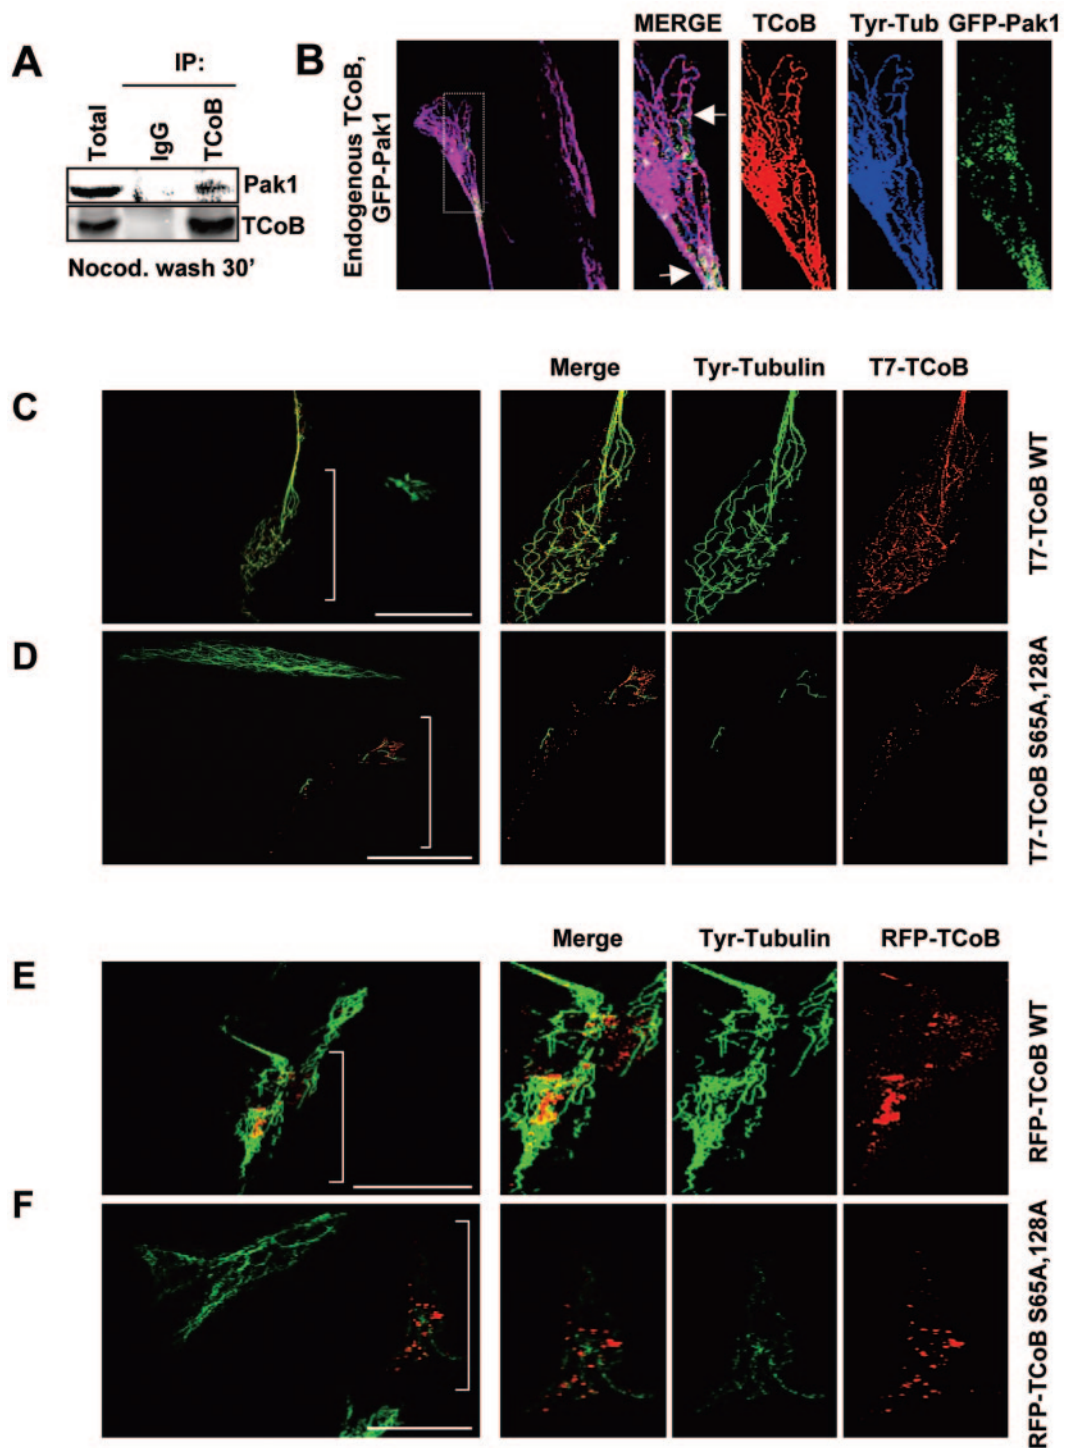 A
IP:
Total
IgG
TCoB
Pak1
TCoB
Nocod. wash 30’
B
Endogenous TCoB,
GFP-Pak1
MERGE TCoB Tyr-Tub GFP-Pak1
Merge Tyr-Tubulin T7-TCoB
C
T7-TCoB WT
D
T7-TCoB S65A,128A
Merge Tyr-Tubulin RFP-TCoB
E
RFP-TCoB WT
F
RFP-TCoB S65A,128A